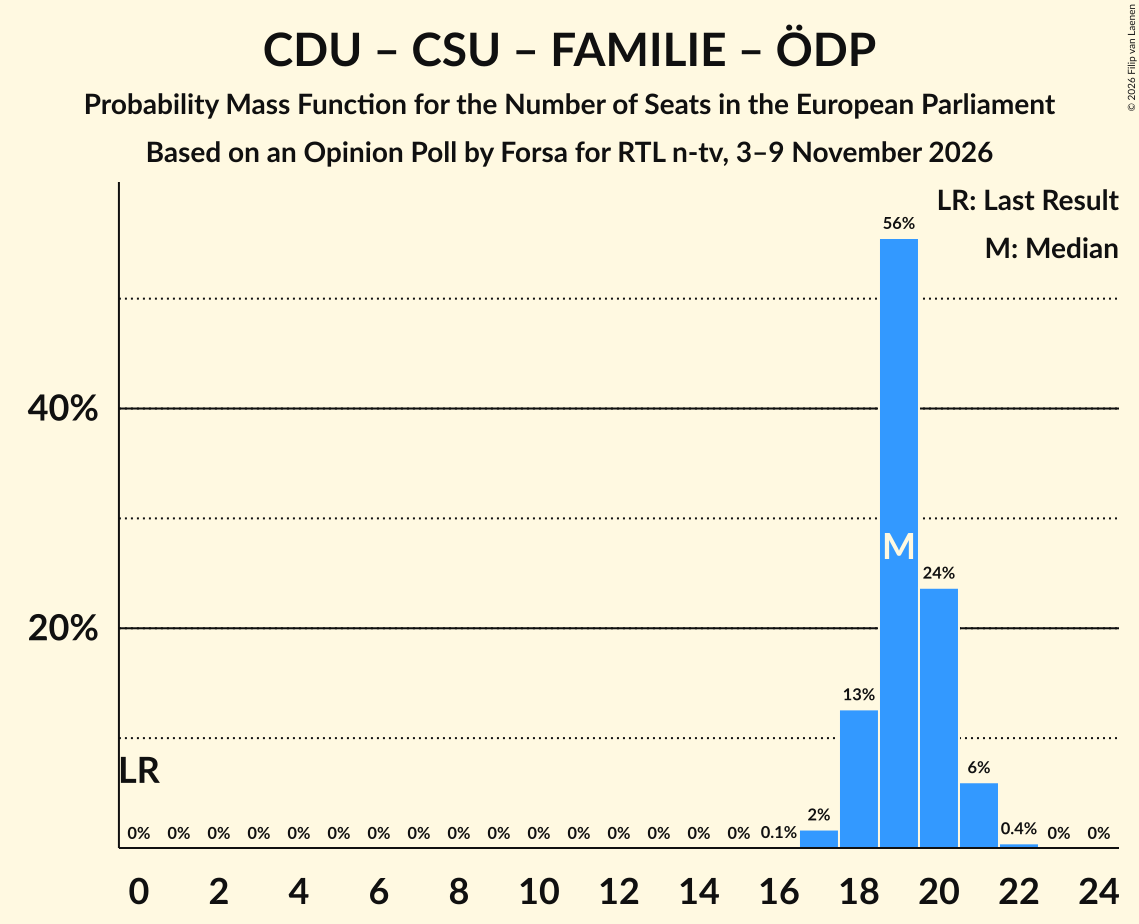 CDU – CSU – FAMILIE – ÖDP
Probability Mass Function for the Number of Seats in the European Parliament
Based on an Opinion Poll by Forsa for RTL n-tv, 3–9 November 2026
© 2026 Filip van Laenen
LR: Last Result
M: Median
56%
40%
M
24%
20%
13%
LR
6%
2%
0% 0% 0% 0% 0% 0% 0% 0% 0% 0% 0% 0% 0% 0% 0% 0% 0.1% 0.4% 0% 0%
0 2 4 6 8 10 12 14 16 18 20 22 24